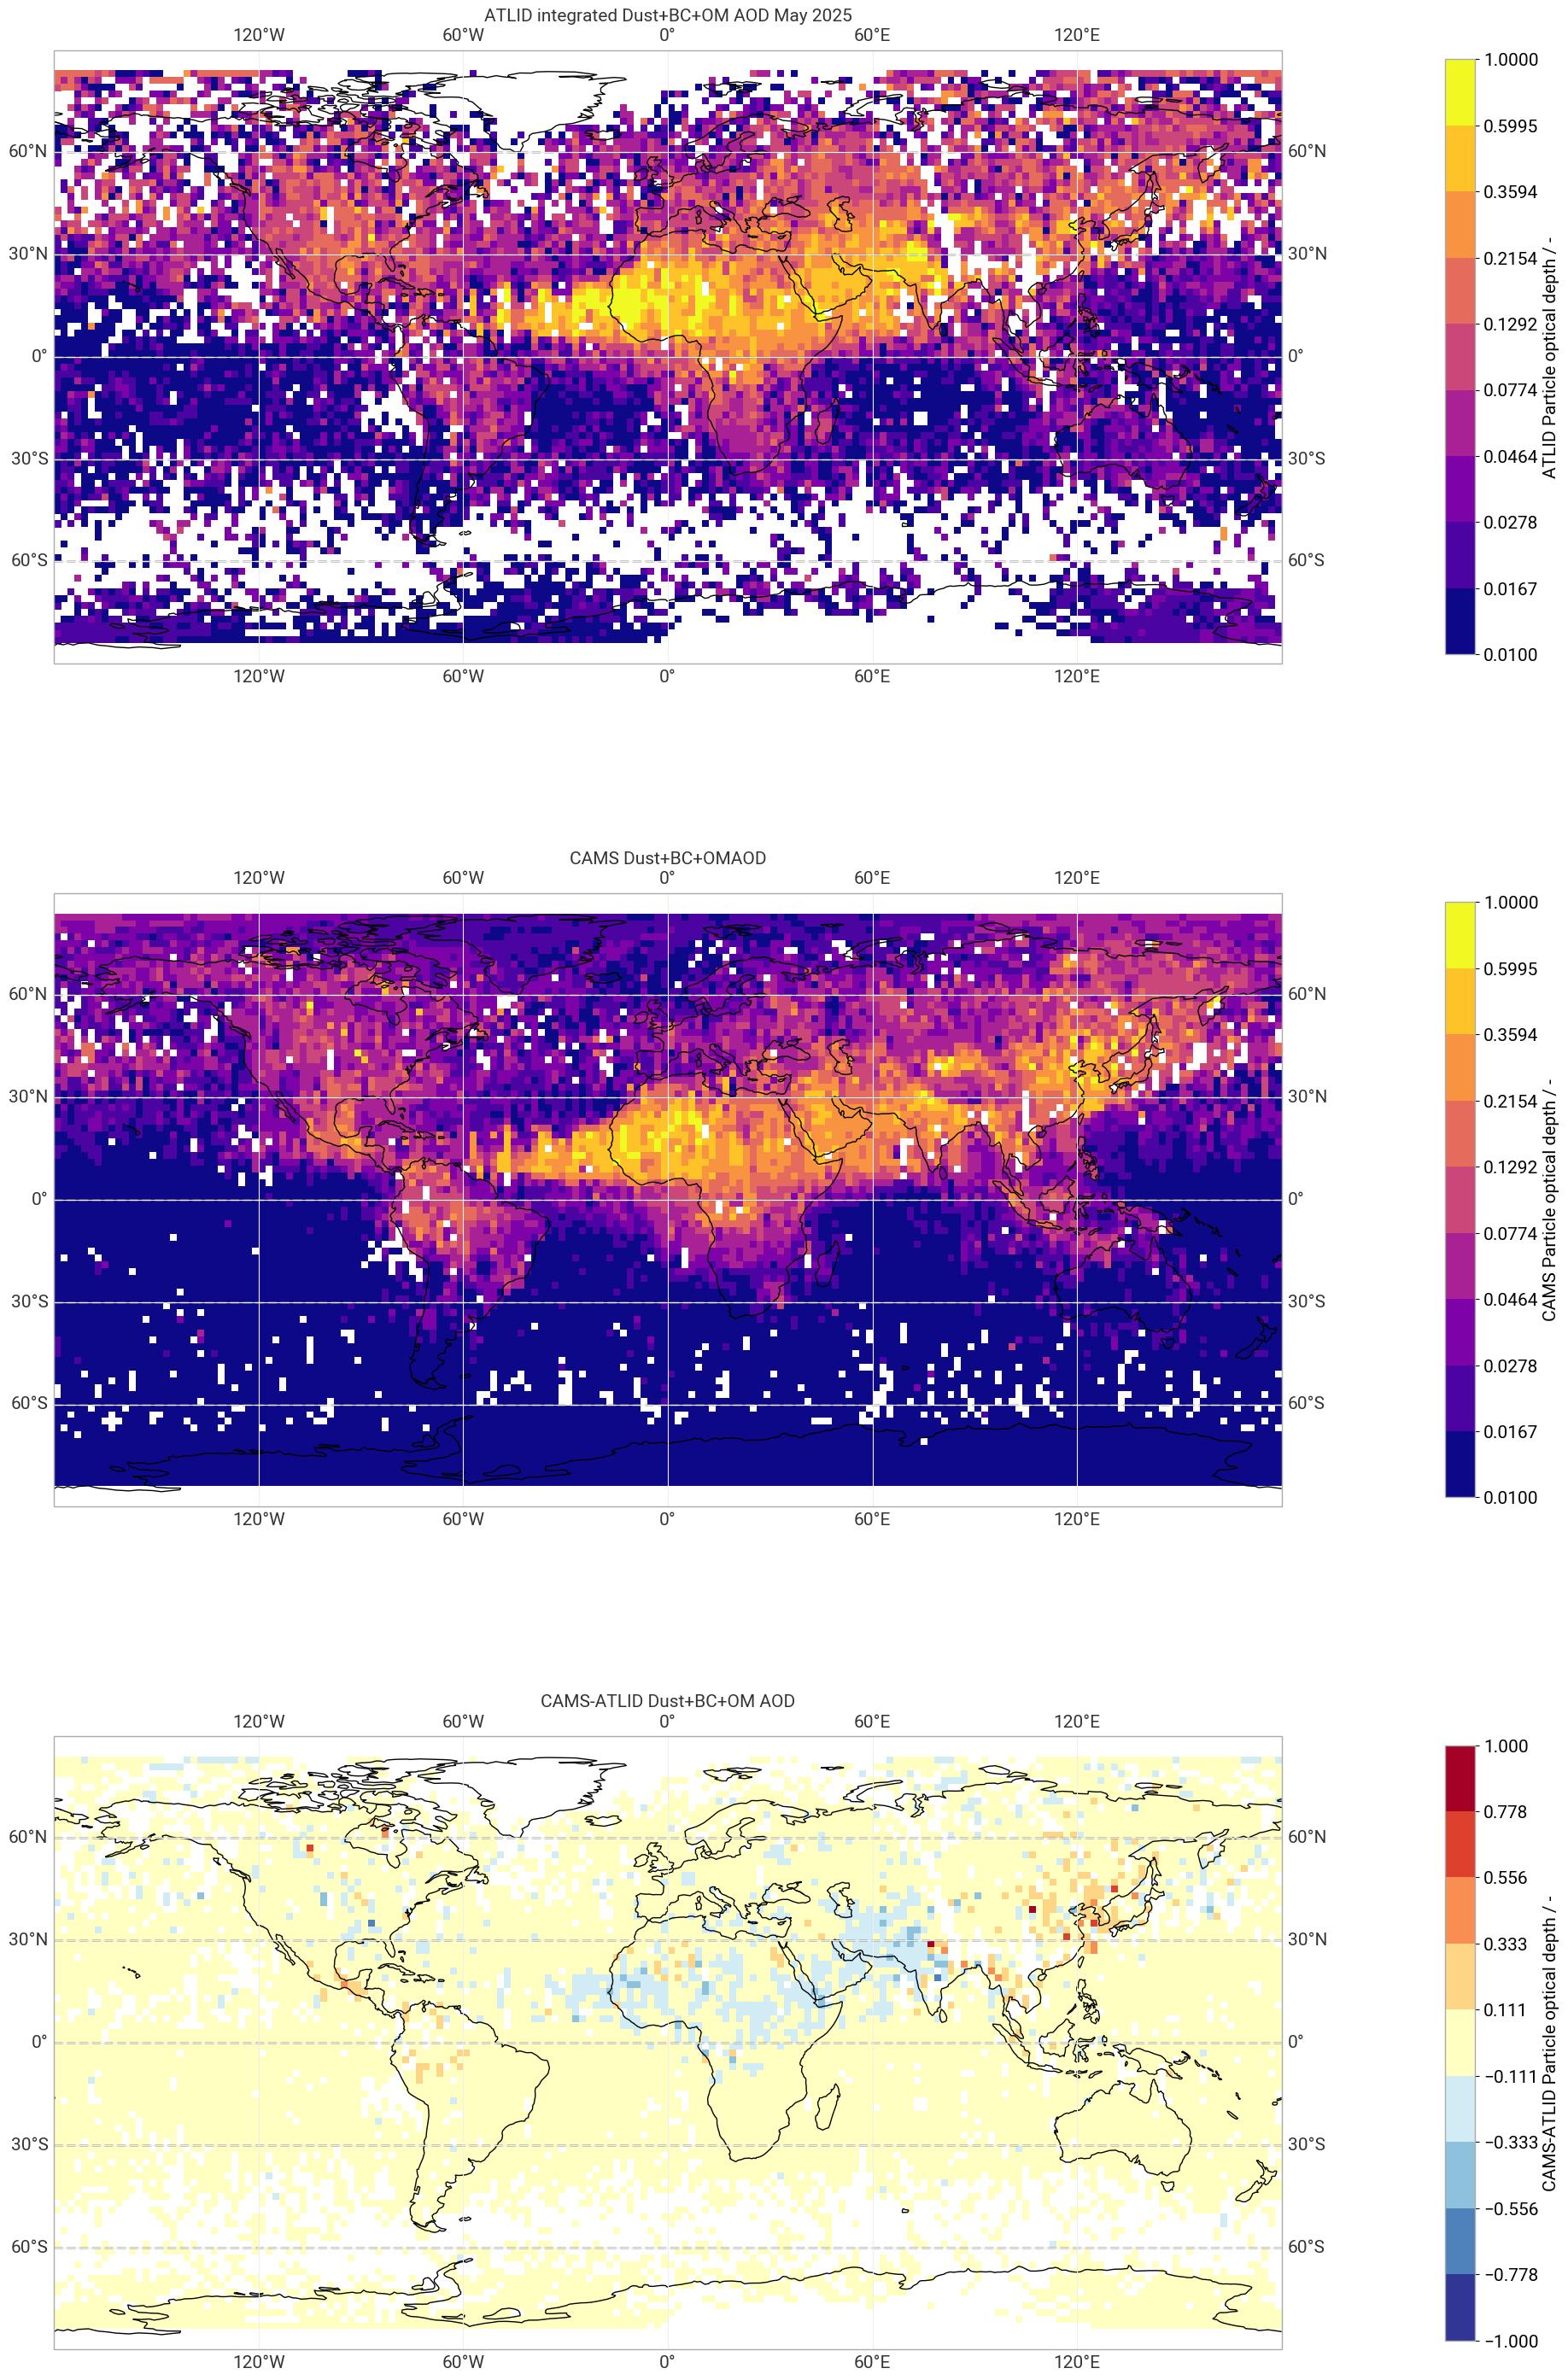 ATLID integrated Dust+BC+OM AOD May 2025
120°W 60°W 0° 60°E 120°E
60°N 60°N
30°N 30°N
0° 0°
30°S 30°S
60°S 60°S
120°W 60°W 0° 60°E 120°E
1.0000
0.5995
0.3594
0.2154
0.1292
0.0774
0.0464
0.0278
0.0167
0.0100
ATLID Particle optical depth / -
CAMS Dust+BC+OMAOD
120°W 60°W 0° 60°E 120°E
60°N 60°N
30°N 30°N
0° 0°
30°S 30°S
60°S 60°S
120°W 60°W 0° 60°E 120°E
1.0000
0.5995
0.3594
0.2154
0.1292
0.0774
0.0464
0.0278
0.0167
0.0100
CAMS Particle optical depth / -
CAMS-ATLID Dust+BC+OM AOD
120°W 60°W 0° 60°E 120°E
60°N 60°N
30°N 30°N
0° 0°
30°S 30°S
60°S 60°S
120°W 60°W 0° 60°E 120°E
1.000
0.778
0.556
0.333
0.111
−0.111
−0.333
−0.556
−0.778
−1.000
CAMS-ATLID Particle optical depth / -